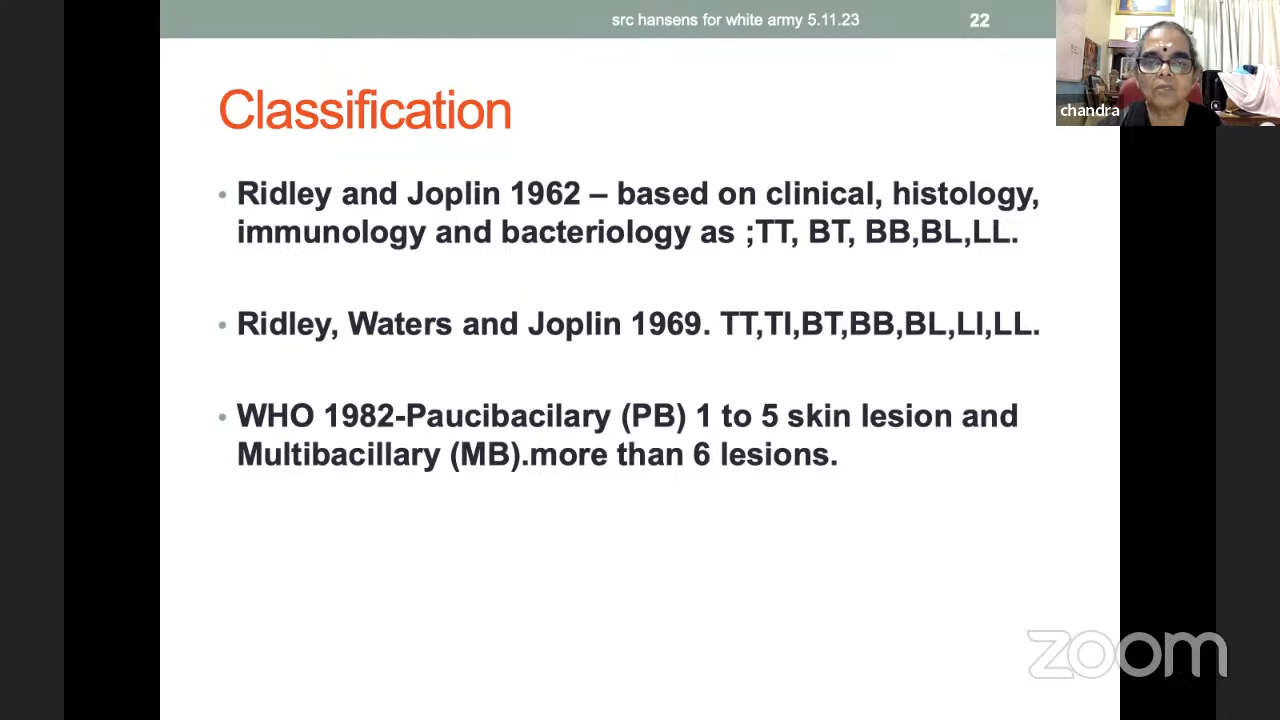 src hansens for white army 5.11.23
22
chandra
Classification
• Ridley and Joplin 1962 – based on clinical, histology,
immunology and bacteriology as ;TT, BT, BB,BL,LL.
• Ridley, Waters and Joplin 1969. TT,TI,BT,BB,BL,LI,LL.
• WHO 1982-Paucibacilary (PB) 1 to 5 skin lesion and
Multibacillary (MB).more than 6 lesions.
zoom